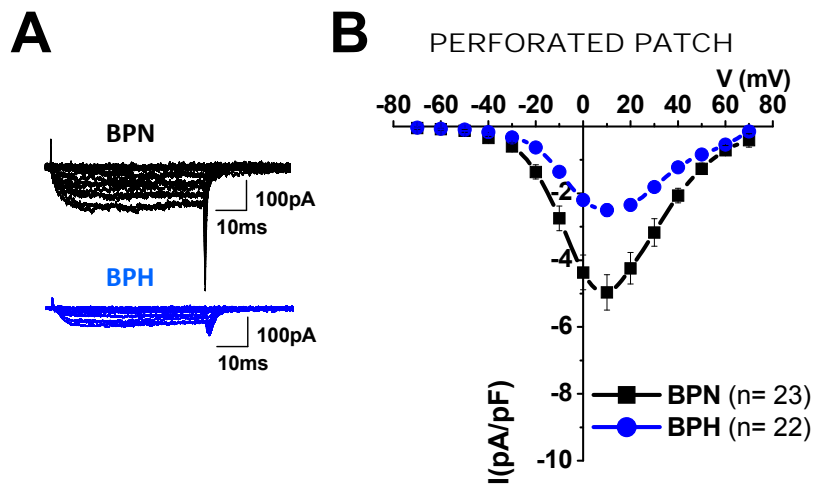 A
BPN
100pA
10ms
BPH
100pA
10ms
B
PERFORATED PATCH
V (mV)
-80 -60 -40 -20 0 20 40 60 80
-2
-4
-6
-8
-10
I(pA/pF)
BPN (n= 23)
BPH (n= 22)